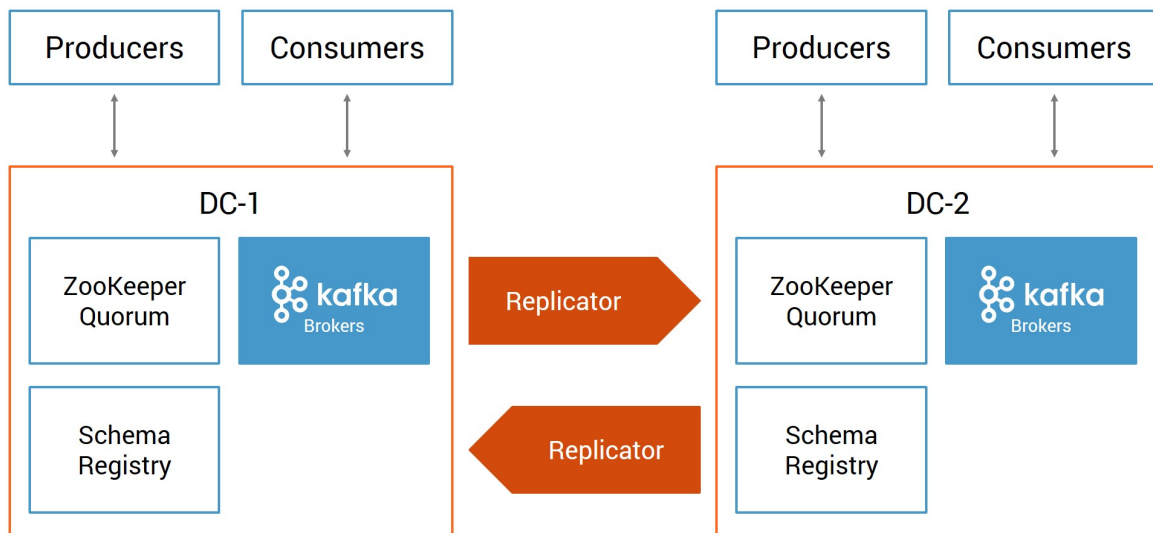 Producers
Consumers
Producers
Consumers
DC-1
ZooKeeper
Quorum
kafka
Brokers
Schema
Registry
Replicator
Replicator
DC-2
ZooKeeper
Quorum
kafka
Brokers
Schema
Registry